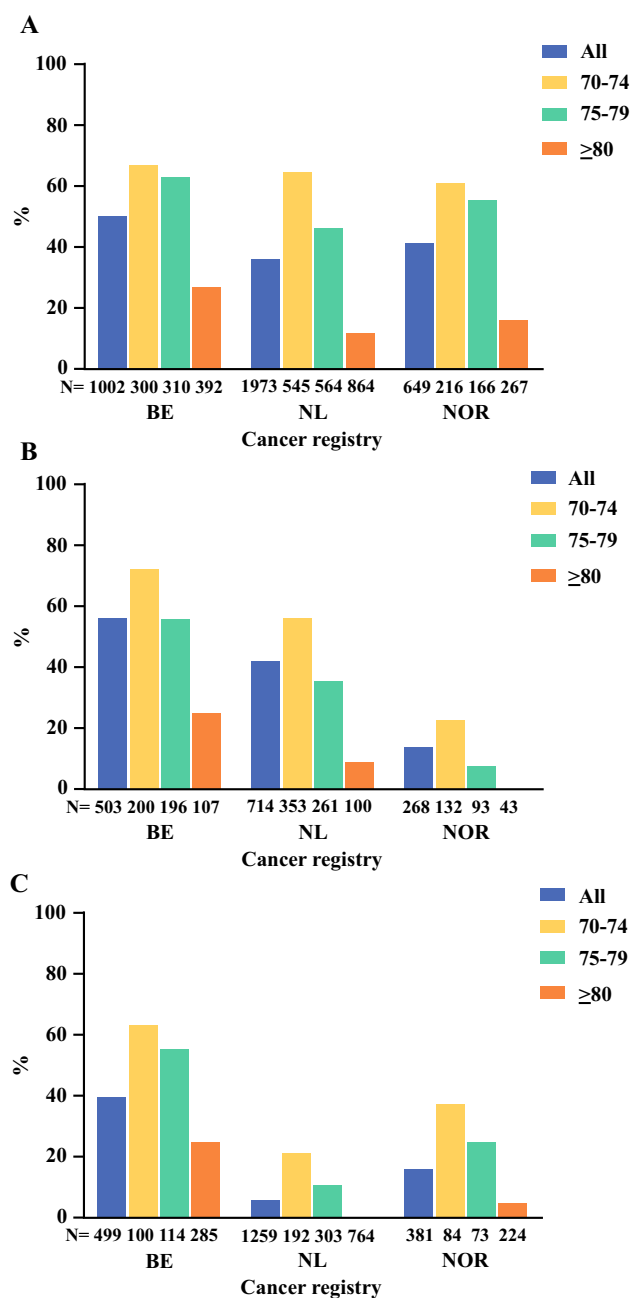 A
100
80
60
40
20
0
%
All
70-74
75-79
≥80
N= 1002 300 310 392 1973 545 564 864 649 216 166 267
BE NL NOR
Cancer registry
B
100
80
60
40
20
0
%
All
70-74
75-79
≥80
N= 503 200 196 107 714 353 261 100 268 132 93 43
BE NL NOR
Cancer registry
C
100
80
60
40
20
0
%
All
70-74
75-79
≥80
N= 499 100 114 285 1259 192 303 764 381 84 73 224
BE NL NOR
Cancer registry